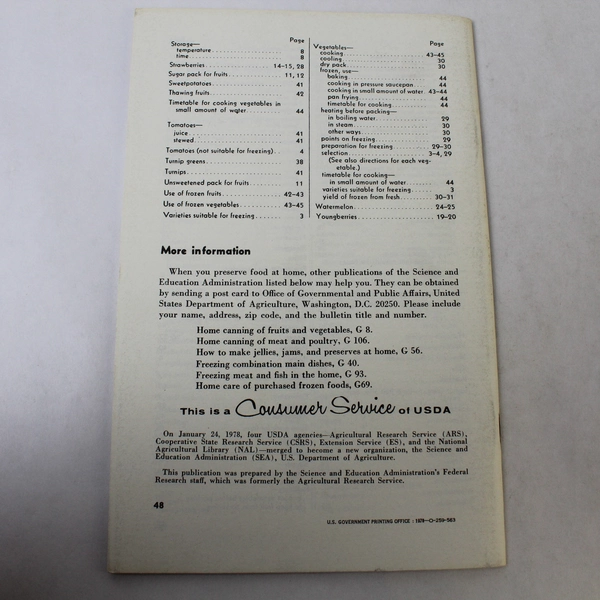 Page
Storage—
temperature 8
time 8
Strawberries 14-15, 28
Sugar pack for fruits 11, 12
Sweetpotatoes 41
Thawing fruits 42
Timetable for cooking vegetables in
small amount of water 44
Tomatoes—
juice 41
stewed 41
Tomatoes (not suitable for freezing) 4
Turnip greens 38
Turnips 41
Unsweetened pack for fruits 11
Use of frozen fruits 42-43
Use of frozen vegetables 43-45
Varieties suitable for freezing 3
Page
Vegetables—
cooking 43-45
cooling 30
dry pack 30
frozen, use—
baking 44
cooking in pressure saucepan 44
cooking in small amount of water 43-44
pan frying 44
timetable for cooking 44
heating before packing—
in boiling water 29
in steam 30
other ways 30
points on freezing 29
preparation for freezing 29-30
selection 3-4, 29
(See also directions for each veg-
etable.)
timetable for cooking—
in small amount of water 44
varieties suitable for freezing 3
yield of frozen from fresh 30-31
Watermelon 24-25
Youngberries 19-20
More information
When you preserve food at home, other publications of the Science and
Education Administration listed below may help you. They can be obtained
by sending a post card to Office of Governmental and Public Affairs, United
States Department of Agriculture, Washington, D.C. 20250. Please include
your name, address, zip code, and the bulletin title and number.
Home canning of fruits and vegetables, G 8.
Home canning of meat and poultry, G 106.
How to make jellies, jams, and preserves at home, G 56.
Freezing combination main dishes, G 40.
Freezing meat and fish in the home, G 93.
Home care of purchased frozen foods, G69.
This is a Consumer Service of USDA
On January 24, 1978, four USDA agencies—Agricultural Research Service (ARS),
Cooperative State Research Service (CSRS), Extension Service (ES), and the National
Agricultural Library (NAL)—merged to become a new organization, the Science and
Education Administration (SEA), U.S. Department of Agriculture.
This publication was prepared by the Science and Education Administration's Federal
Research staff, which was formerly the Agricultural Research Service.
48
U.S. GOVERNMENT PRINTING OFFICE : 1978—O-259-563